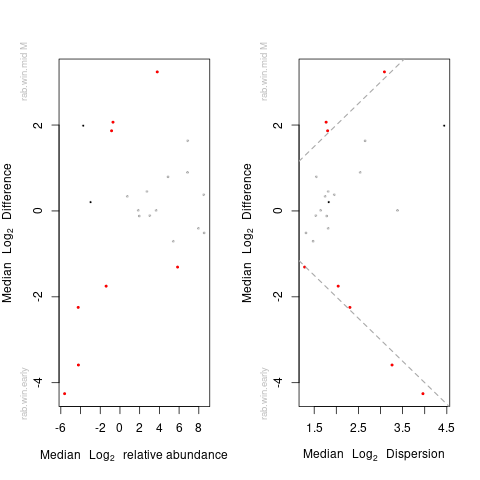 rab.win.mid.M
rab.win.early
Median Log2 Difference
2
0
-2
-4
-6
-4
0
2
4
6
8
Median Log2 relative abundance
rab.win.mid.M
rab.win.early
Median Log2 Difference
2
0
-2
-4
1.5
2.5
3.5
4.5
Median Log2 Dispersion